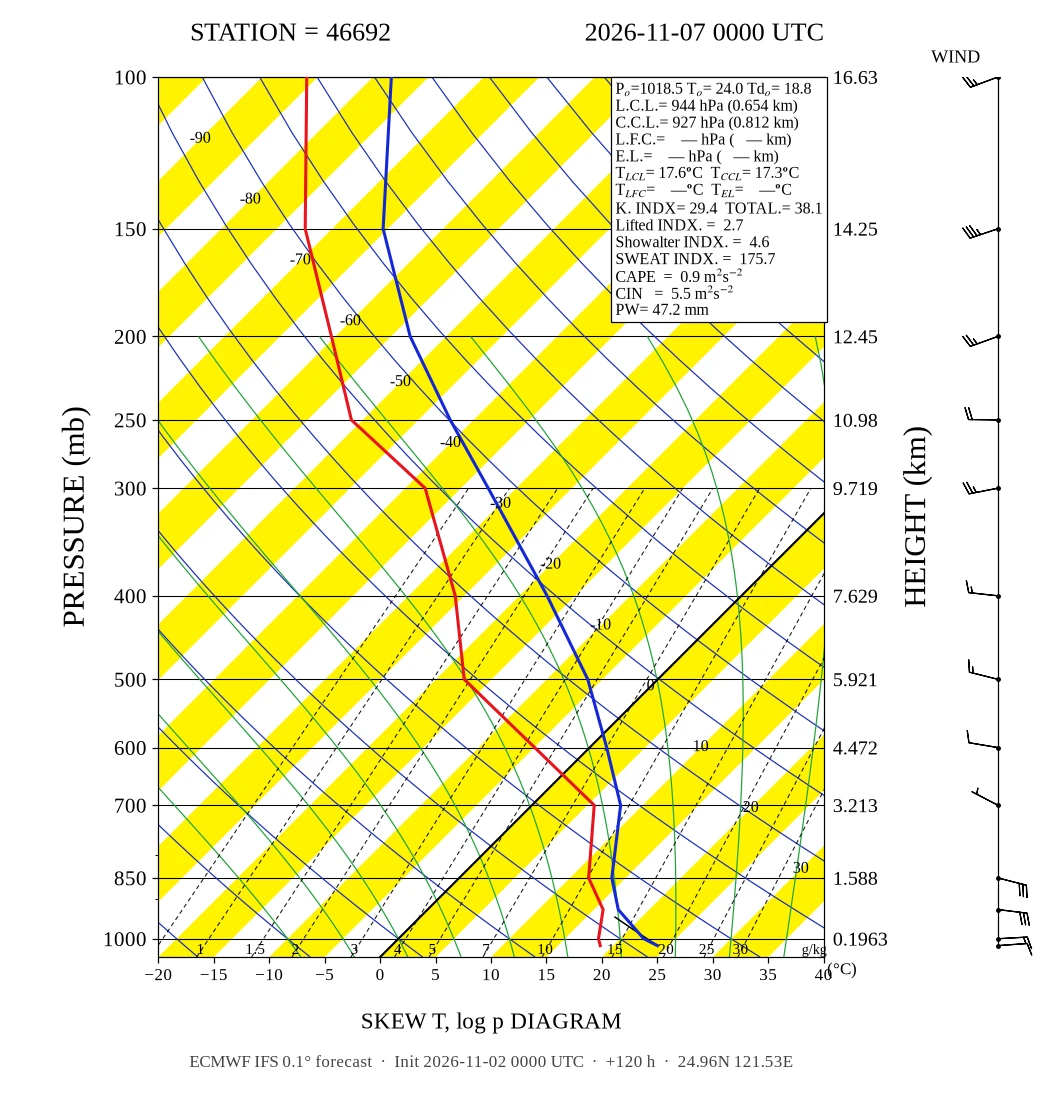 STATION = 46692
2026-11-07 0000 UTC
WIND
P₀=1018.5 T₀= 24.0 Td₀= 18.8
L.C.L.= 944 hPa (0.654 km)
C.C.L.= 927 hPa (0.812 km)
L.F.C.= — hPa ( — km)
E.L.= — hPa ( — km)
T_LCL= 17.6°C T_CCL= 17.3°C
T_LFC= —°C T_EL= —°C
K. INDX= 29.4 TOTAL.= 38.1
Lifted INDX. = 2.7
Showalter INDX. = 4.6
SWEAT INDX. = 175.7
CAPE = 0.9 m²s⁻²
CIN = 5.5 m²s⁻²
PW= 47.2 mm
100 16.63
-90
-80
150 14.25
-70
-60
200 12.45
-50
250 10.98
-40
300 9.719
-30
-20
400 7.629
-10
500 5.921
0
600 4.472
10
700 3.213
20
850 1.588
30
1000 0.1963
PRESSURE (mb)
HEIGHT (km)
1 1.5 2 3 4 5 7 10 15 20 25 30 g/kg
−20 −15 −10 −5 0 5 10 15 20 25 30 35 40 (°C)
SKEW T, log p DIAGRAM
ECMWF IFS 0.1° forecast · Init 2026-11-02 0000 UTC · +120 h · 24.96N 121.53E